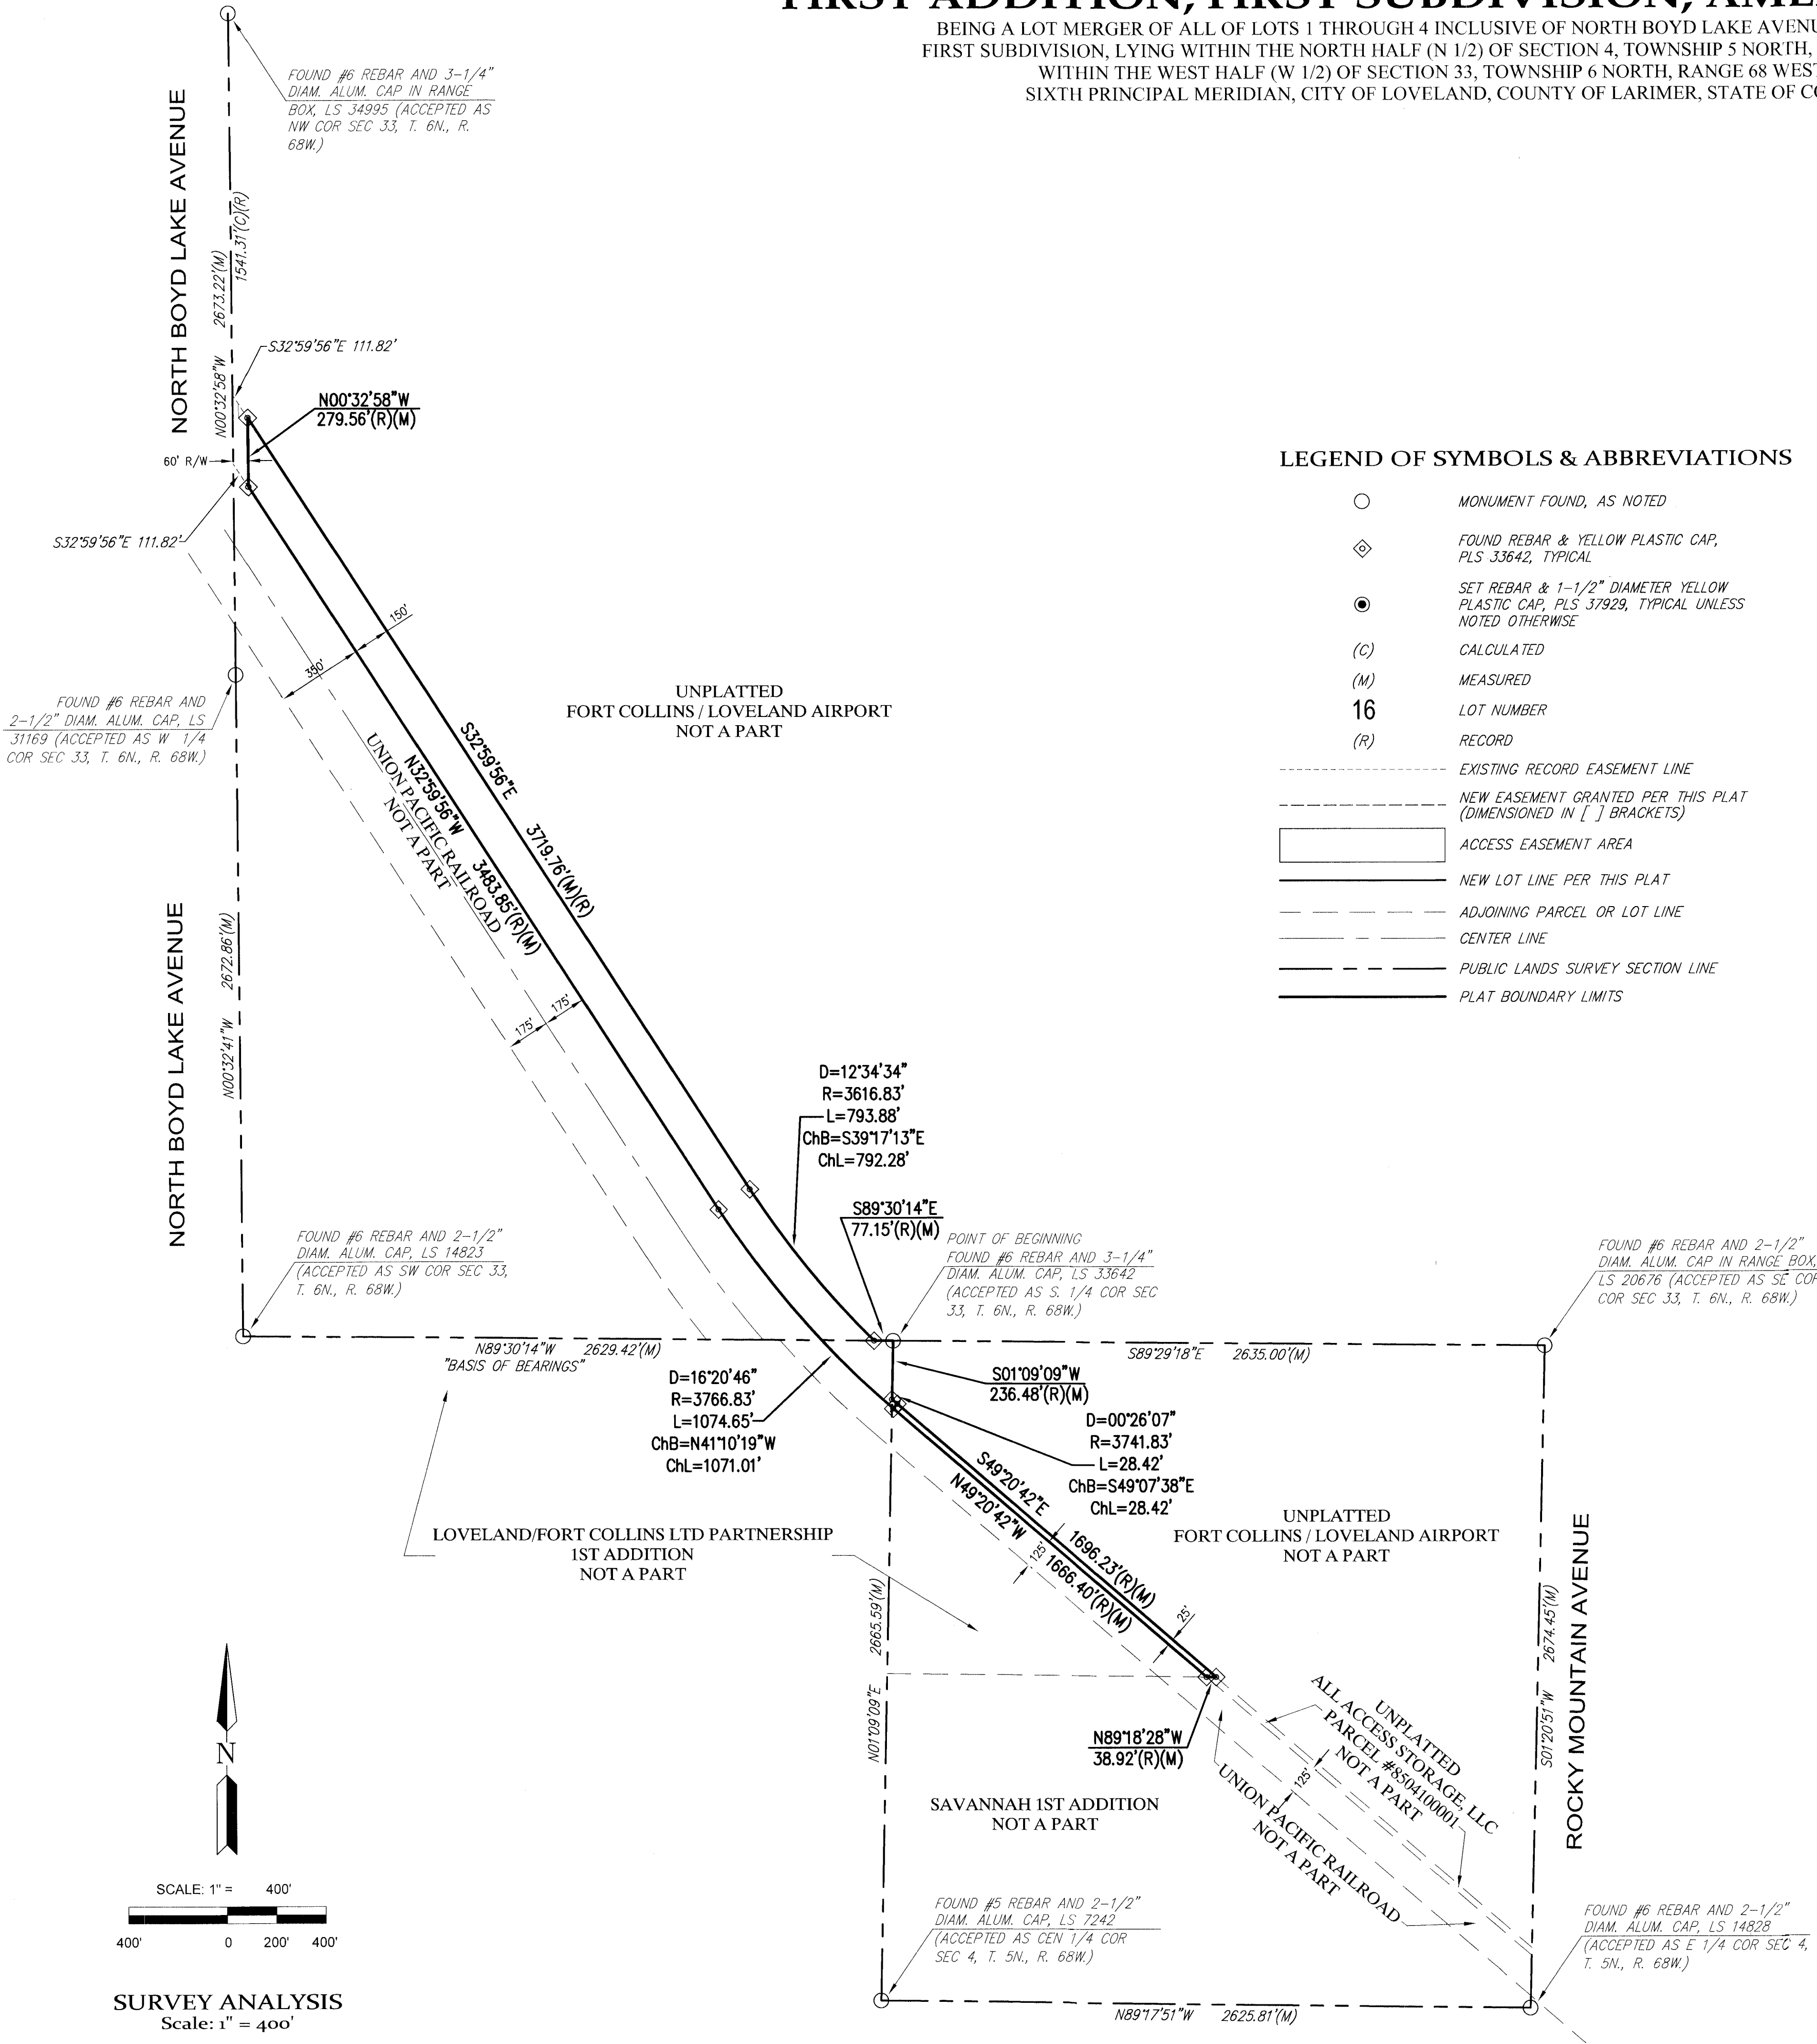 FIRST ADDITION, FIRST SUBDIVISION,
BEING A LOT MERGER OF ALL OF LOTS 1 THROUGH 4 INCLUSIVE OF NORTH BOYD LAKE
FIRST SUBDIVISION, LYING WITHIN THE NORTH HALF (N 1/2) OF SECTION 4, TOWNSHIP 5 NORTH,
WITHIN THE WEST HALF (W 1/2) OF SECTION 33, TOWNSHIP 6 NORTH, RANGE 68 WEST
SIXTH PRINCIPAL MERIDIAN, CITY OF LOVELAND, COUNTY OF LARIMER, STATE OF
FOUND #6 REBAR AND 3-1/4"
DIAM. ALUM. CAP IN RANGE
BOX, LS 34995 (ACCEPTED AS
NW COR SEC 33, T. 6N., R.
68W.)
NORTH BOYD LAKE AVENUE
N00°32'58"W 2673.22'(M)
1541.31'(C)(R)
S32°59'56"E 111.82'
N00°32'58"W
279.56'(R)(M)
60' R/W
S32°59'56"E 111.82'
LEGEND OF SYMBOLS & ABBREVIATIONS
MONUMENT FOUND, AS NOTED
FOUND REBAR & YELLOW PLASTIC CAP,
PLS 33642, TYPICAL
SET REBAR & 1-1/2" DIAMETER YELLOW
PLASTIC CAP, PLS 37929, TYPICAL UNLESS
NOTED OTHERWISE
(C) CALCULATED
(M) MEASURED
16 LOT NUMBER
(R) RECORD
EXISTING RECORD EASEMENT LINE
NEW EASEMENT GRANTED PER THIS PLAT
(DIMENSIONED IN [ ] BRACKETS)
ACCESS EASEMENT AREA
NEW LOT LINE PER THIS PLAT
ADJOINING PARCEL OR LOT LINE
CENTER LINE
PUBLIC LANDS SURVEY SECTION LINE
PLAT BOUNDARY LIMITS
150'
350'
FOUND #6 REBAR AND
2-1/2" DIAM. ALUM. CAP, LS
31169 (ACCEPTED AS W 1/4
COR SEC 33, T. 6N., R. 68W.)
UNPLATTED
FORT COLLINS / LOVELAND AIRPORT
NOT A PART
S32°59'56"E
3719.76'(M)(R)
N32°59'56"W
3483.85'(R)(M)
UNION PACIFIC RAILROAD
NOT A PART
175'
175'
NORTH BOYD LAKE AVENUE
N00°32'41"W 2672.86'(M)
D=12°34'34"
R=3616.83'
L=793.88'
ChB=S39°17'13"E
ChL=792.28'
S89°30'14"E
77.15'(R)(M)
POINT OF BEGINNING
FOUND #6 REBAR AND 3-1/4"
DIAM. ALUM. CAP, LS 33642
(ACCEPTED AS S. 1/4 COR SEC
33, T. 6N., R. 68W.)
FOUND #6 REBAR AND 2-1/2"
DIAM. ALUM. CAP, LS 14823
(ACCEPTED AS SW COR SEC 33,
T. 6N., R. 68W.)
FOUND #6 REBAR AND 2-1/2"
DIAM. ALUM. CAP IN RANGE BOX,
LS 20676 (ACCEPTED AS SE COR
COR SEC 33, T. 6N., R. 68W.)
N89°30'14"W 2629.42'(M)
"BASIS OF BEARINGS"
S89°29'18"E 2635.00'(M)
S01°09'09"W
236.48'(R)(M)
D=16°20'46"
R=3766.83'
L=1074.65'
ChB=N41°10'19"W
ChL=1071.01'
D=00°26'07"
R=3741.83'
L=28.42'
ChB=S49°07'38"E
ChL=28.42'
S49°20'42"E
1696.23'(R)(M)
N49°20'42"W
1666.40'(R)(M)
125'
25'
LOVELAND/FORT COLLINS LTD PARTNERSHIP
1ST ADDITION
NOT A PART
UNPLATTED
FORT COLLINS / LOVELAND AIRPORT
NOT A PART
N01°09'09"E 2665.59'(M)
S01°20'51"W 2674.45'(M)
ROCKY MOUNTAIN AVENUE
N89°18'28"W
38.92'(R)(M)
UNPLATTED
ALL ACCESS STORAGE, LLC
PARCEL #8504100001
NOT A PART
125'
UNION PACIFIC RAILROAD
NOT A PART
SAVANNAH 1ST ADDITION
NOT A PART
N
SCALE: 1" = 400'
400' 0 200' 400'
SURVEY ANALYSIS
Scale: 1" = 400'
FOUND #5 REBAR AND 2-1/2"
DIAM. ALUM. CAP, LS 7242
(ACCEPTED AS CEN 1/4 COR
SEC 4, T. 5N., R. 68W.)
FOUND #6 REBAR AND 2-1/2"
DIAM. ALUM. CAP, LS 14828
(ACCEPTED AS E 1/4 COR SEC 4,
T. 5N., R. 68W.)
N89°17'51"W 2625.81'(M)